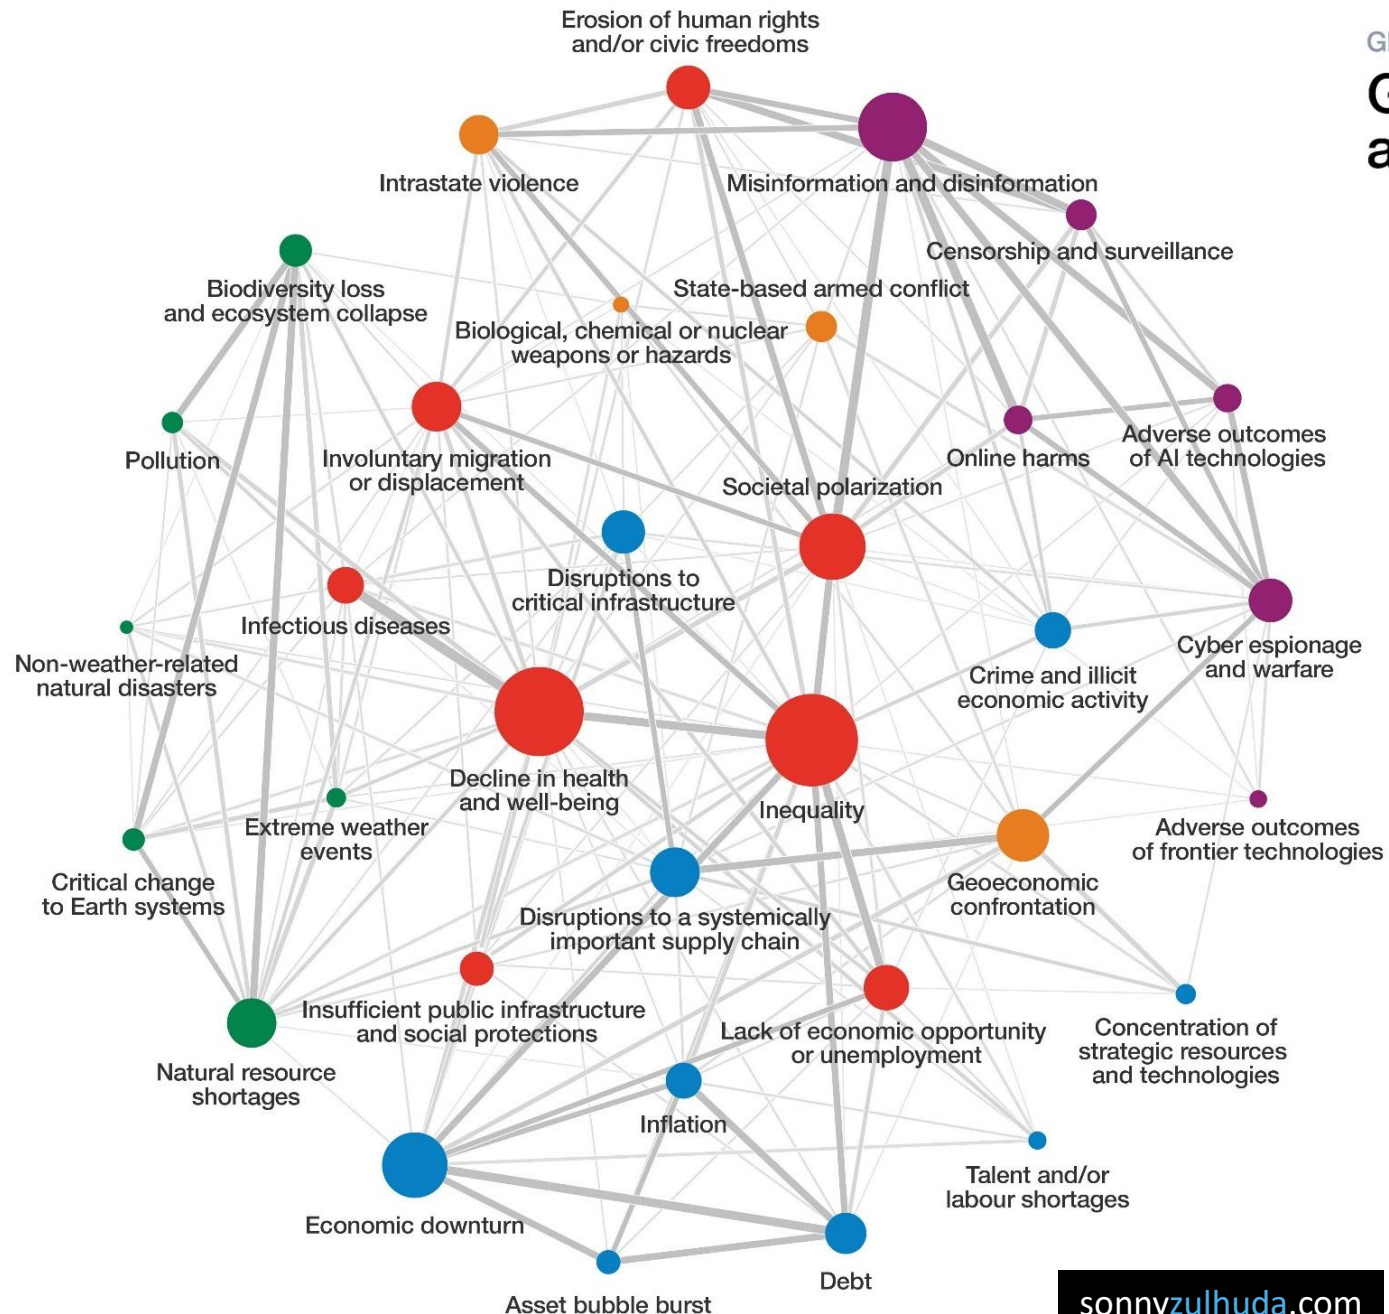 Erosion of human rights
and/or civic freedoms
G
G
a
Intrastate violence
Misinformation and disinformation
Censorship and surveillance
Biodiversity loss
and ecosystem collapse
State-based armed conflict
Biological, chemical or nuclear
weapons or hazards
Pollution
Involuntary migration
or displacement
Online harms
Adverse outcomes
of AI technologies
Societal polarization
Disruptions to
critical infrastructure
Infectious diseases
Non-weather-related
natural disasters
Crime and illicit
economic activity
Cyber espionage
and warfare
Decline in health
and well-being
Inequality
Extreme weather
events
Adverse outcomes
of frontier technologies
Critical change
to Earth systems
Geoeconomic
confrontation
Disruptions to a systemically
important supply chain
Insufficient public infrastructure
and social protections
Lack of economic opportunity
or unemployment
Concentration of
strategic resources
and technologies
Natural resource
shortages
Inflation
Talent and/or
labour shortages
Economic downturn
Debt
Asset bubble burst
sonnyzulhuda.com